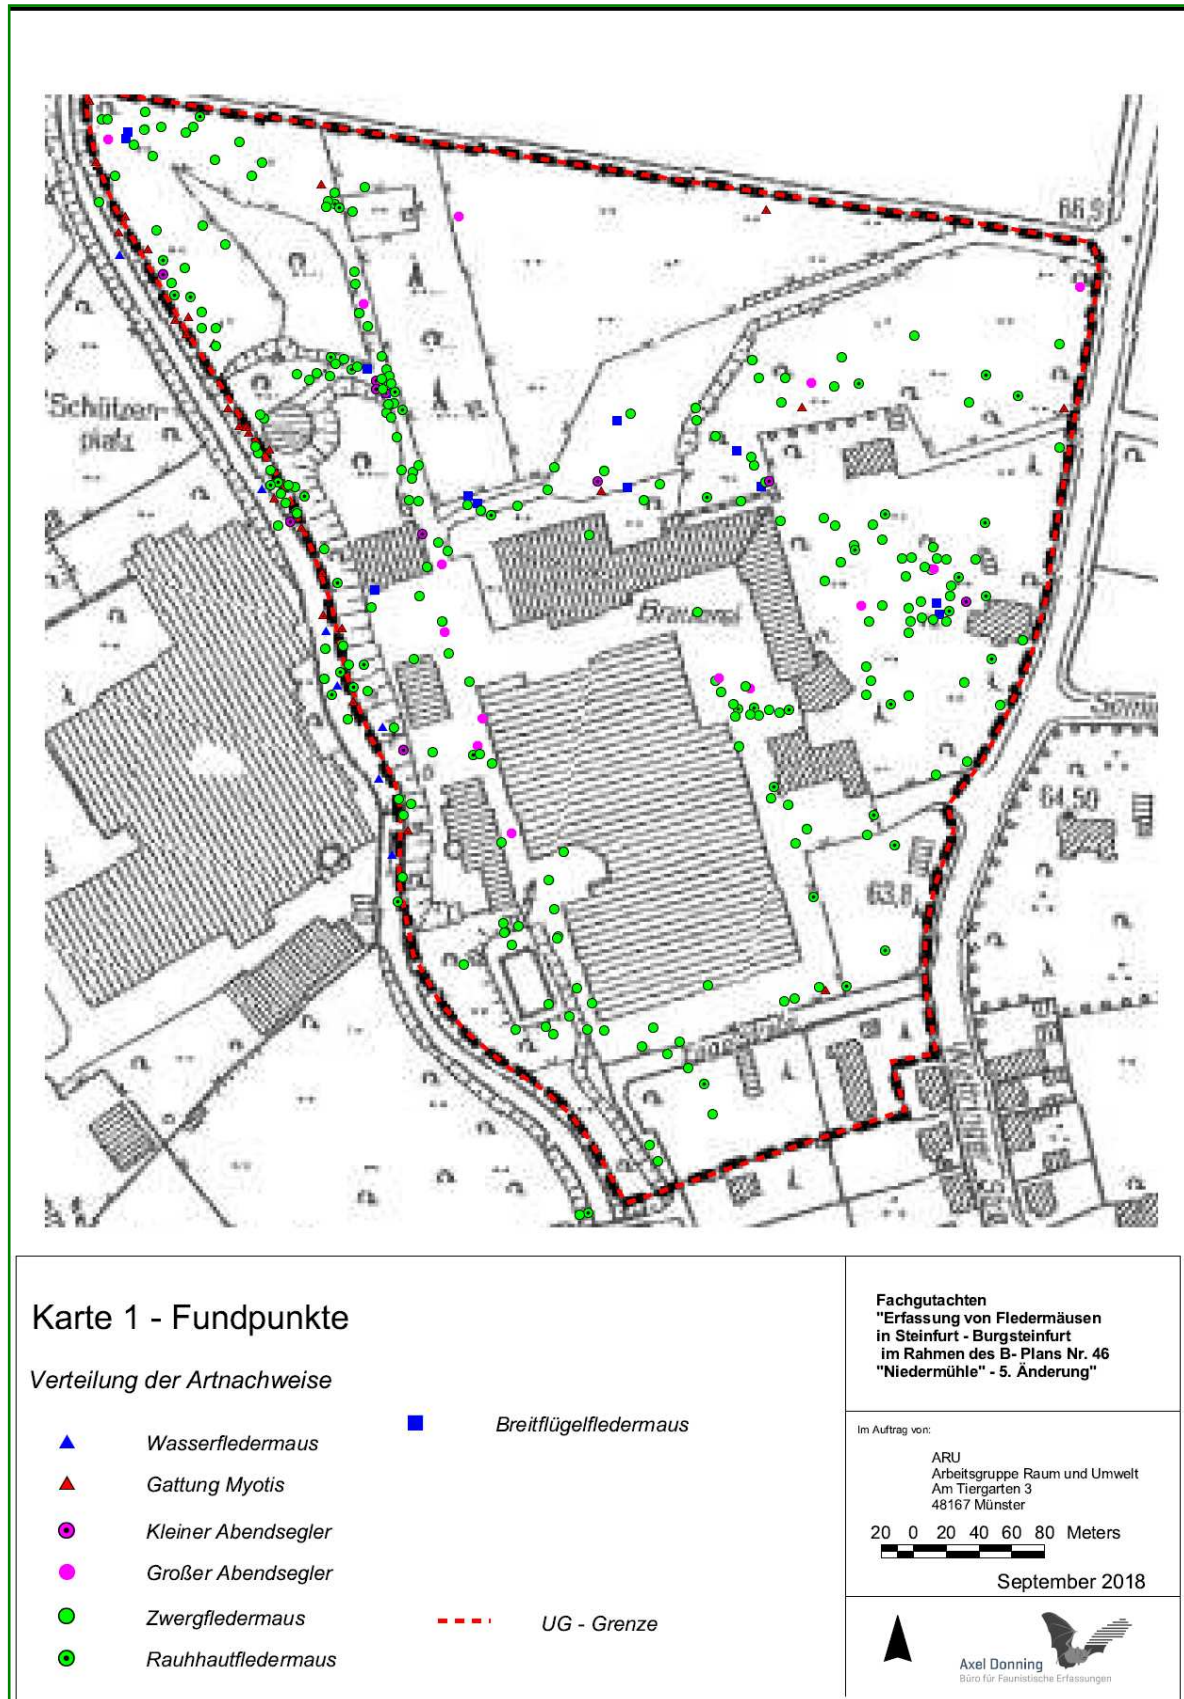 66,9
Schützen-
platz
Brauerei
64,50
63,8
Karte 1 - Fundpunkte
Verteilung der Artnachweise
Wasserfledermaus
Gattung Myotis
Kleiner Abendsegler
Großer Abendsegler
Zwergfledermaus
Rauhhautfledermaus
Breitflügelfledermaus
UG - Grenze
Fachgutachten
"Erfassung von Fledermäusen
in Steinfurt - Burgsteinfurt
im Rahmen des B- Plans Nr. 46
"Niedermühle" - 5. Änderung"
Im Auftrag von:
ARU
Arbeitsgruppe Raum und Umwelt
Am Tiergarten 3
48167 Münster
20 0 20 40 60 80 Meters
September 2018
Axel Donning
Büro für Faunistische Erfassungen